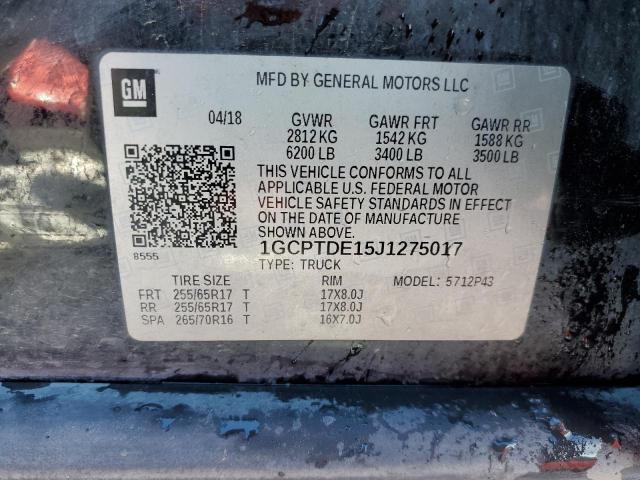 GM
MFD BY GENERAL MOTORS LLC
04/18 GVWR GAWR FRT GAWR RR
2812 KG 1542 KG 1588 KG
6200 LB 3400 LB 3500 LB
THIS VEHICLE CONFORMS TO ALL
APPLICABLE U.S. FEDERAL MOTOR
VEHICLE SAFETY STANDARDS IN EFFECT
ON THE DATE OF MANUFACTURE
SHOWN ABOVE.
8555 1GCPTDE15J1275017
TYPE: TRUCK MODEL: 5712P43
TIRE SIZE RIM
FRT 255/65R17 T 17X8.0J
RR 255/65R17 T 17X8.0J
SPA 265/70R16 T 16X7.0J